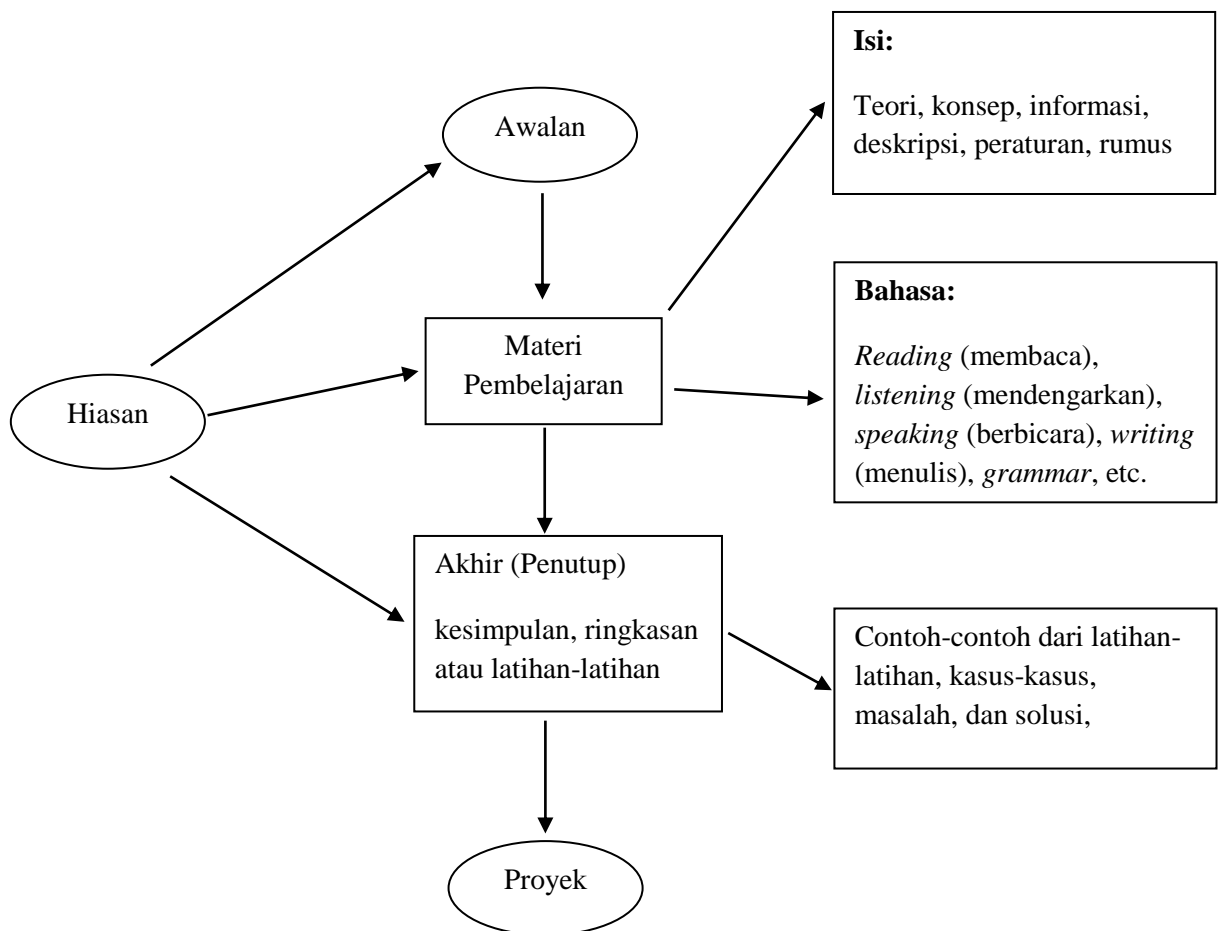 Isi:
Teori, konsep, informasi,
deskripsi, peraturan, rumus
Awalan
Bahasa:
Reading (membaca),
listening (mendengarkan),
speaking (berbicara), writing
(menulis), grammar, etc.
Materi
Pembelajaran
Hiasan
Akhir (Penutup)
kesimpulan, ringkasan
atau latihan-latihan
Contoh-contoh dari latihan-
latihan, kasus-kasus,
masalah, dan solusi,
Proyek